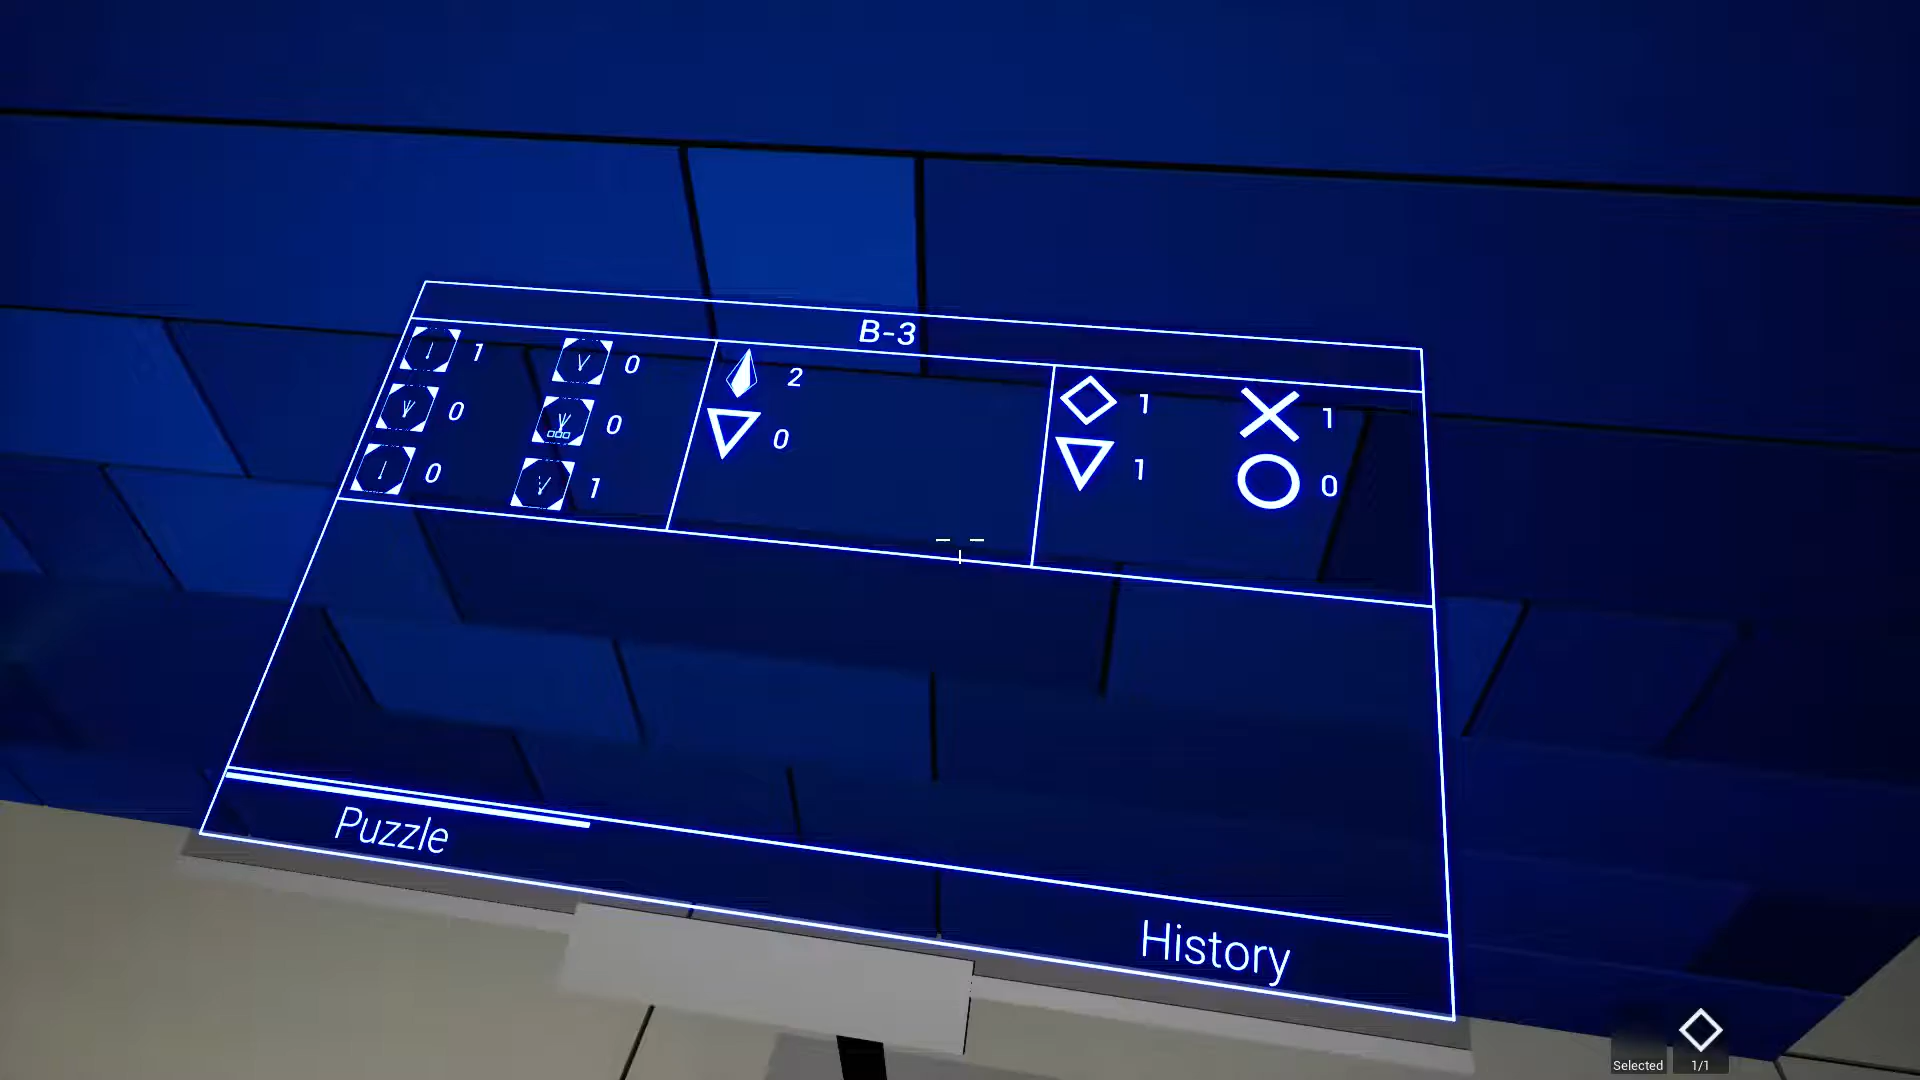 B-3
1 0 2 1 1
0 0 0 1 0
0 1
Puzzle
History
Selected 1/1